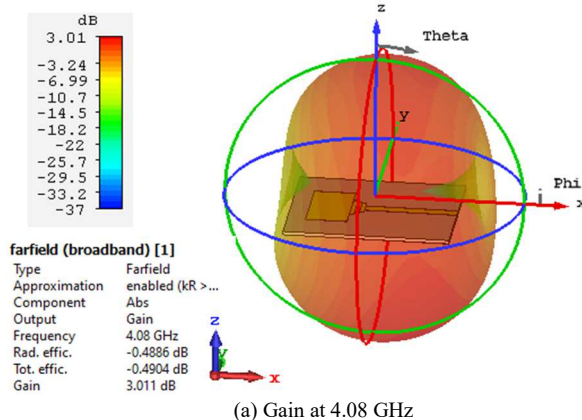 dB
3.01
-3.24
-6.99
-10.7
-14.5
-18.2
-22
-25.7
-29.5
-33.2
-37
z
Theta
y
Phi
x
farfield (broadband) [1]
Type Farfield
Approximation enabled (kR >...
Component Abs
Output Gain
Frequency 4.08 GHz
Rad. effic. -0.4886 dB
Tot. effic. -0.4904 dB
Gain 3.011 dB
z
y
x
(a) Gain at 4.08 GHz